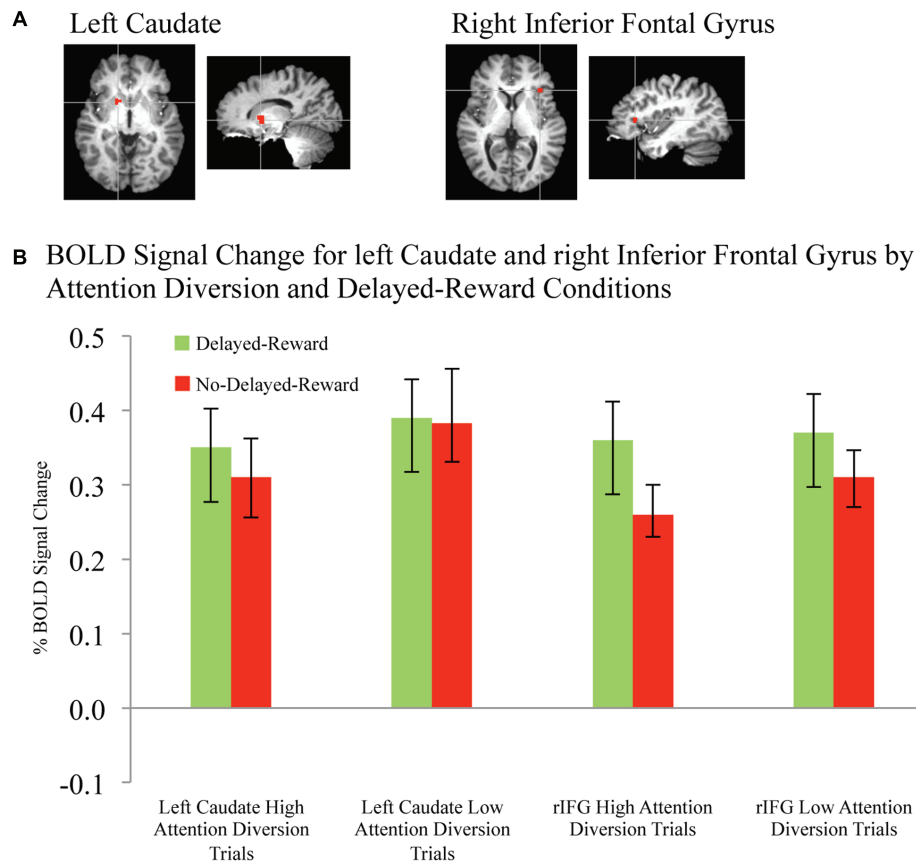 A
Left Caudate
Right Inferior Frontal Gyrus
B BOLD Signal Change for left Caudate and right Inferior Frontal Gyrus by
Attention Diversion and Delayed-Reward Conditions
% BOLD Signal Change
0.5
0.4
0.3
0.2
0.1
0.0
-0.1
Delayed-Reward
No-Delayed-Reward
Left Caudate High
Attention Diversion
Trials
Left Caudate Low
Attention Diversion
Trials
rIFG High Attention
Diversion Trials
rIFG Low Attention
Diversion Trials